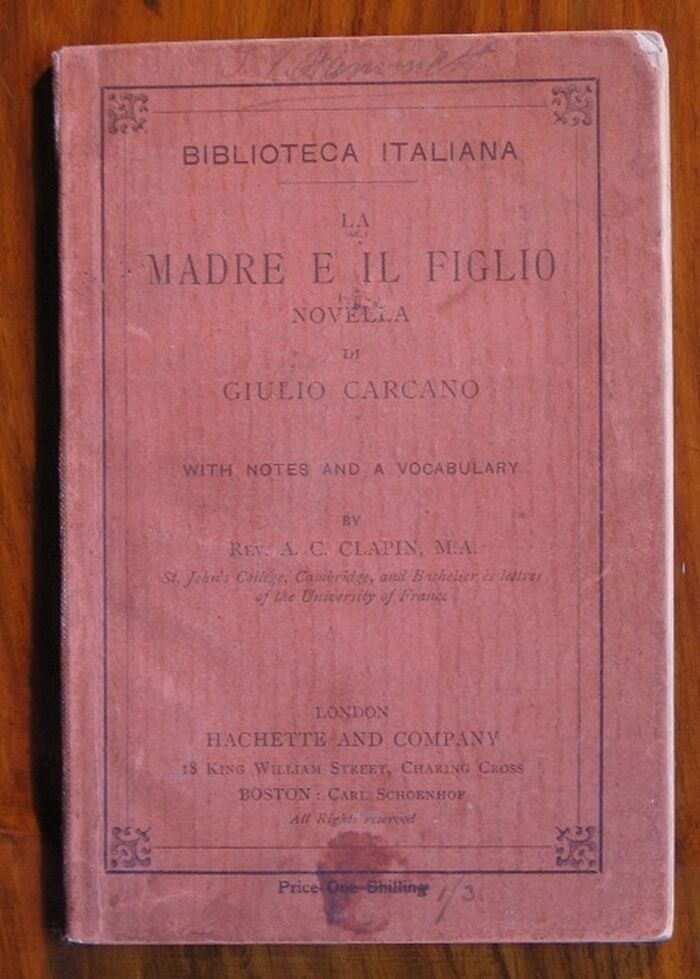 BIBLIOTECA ITALIANA
LA
MADRE E IL FIGLIO
NOVELLA
DI
GIULIO CARCANO
WITH NOTES AND A VOCABULARY
BY
REV. A. C. CLAPIN, M.A.
St. John's College, Cambridge, and Bachelier ès lettres
of the University of France
LONDON
HACHETTE AND COMPANY
18 KING WILLIAM STREET, CHARING CROSS
BOSTON: CARL SCHOENHOF
All Rights reserved
Price One Shilling 1/3